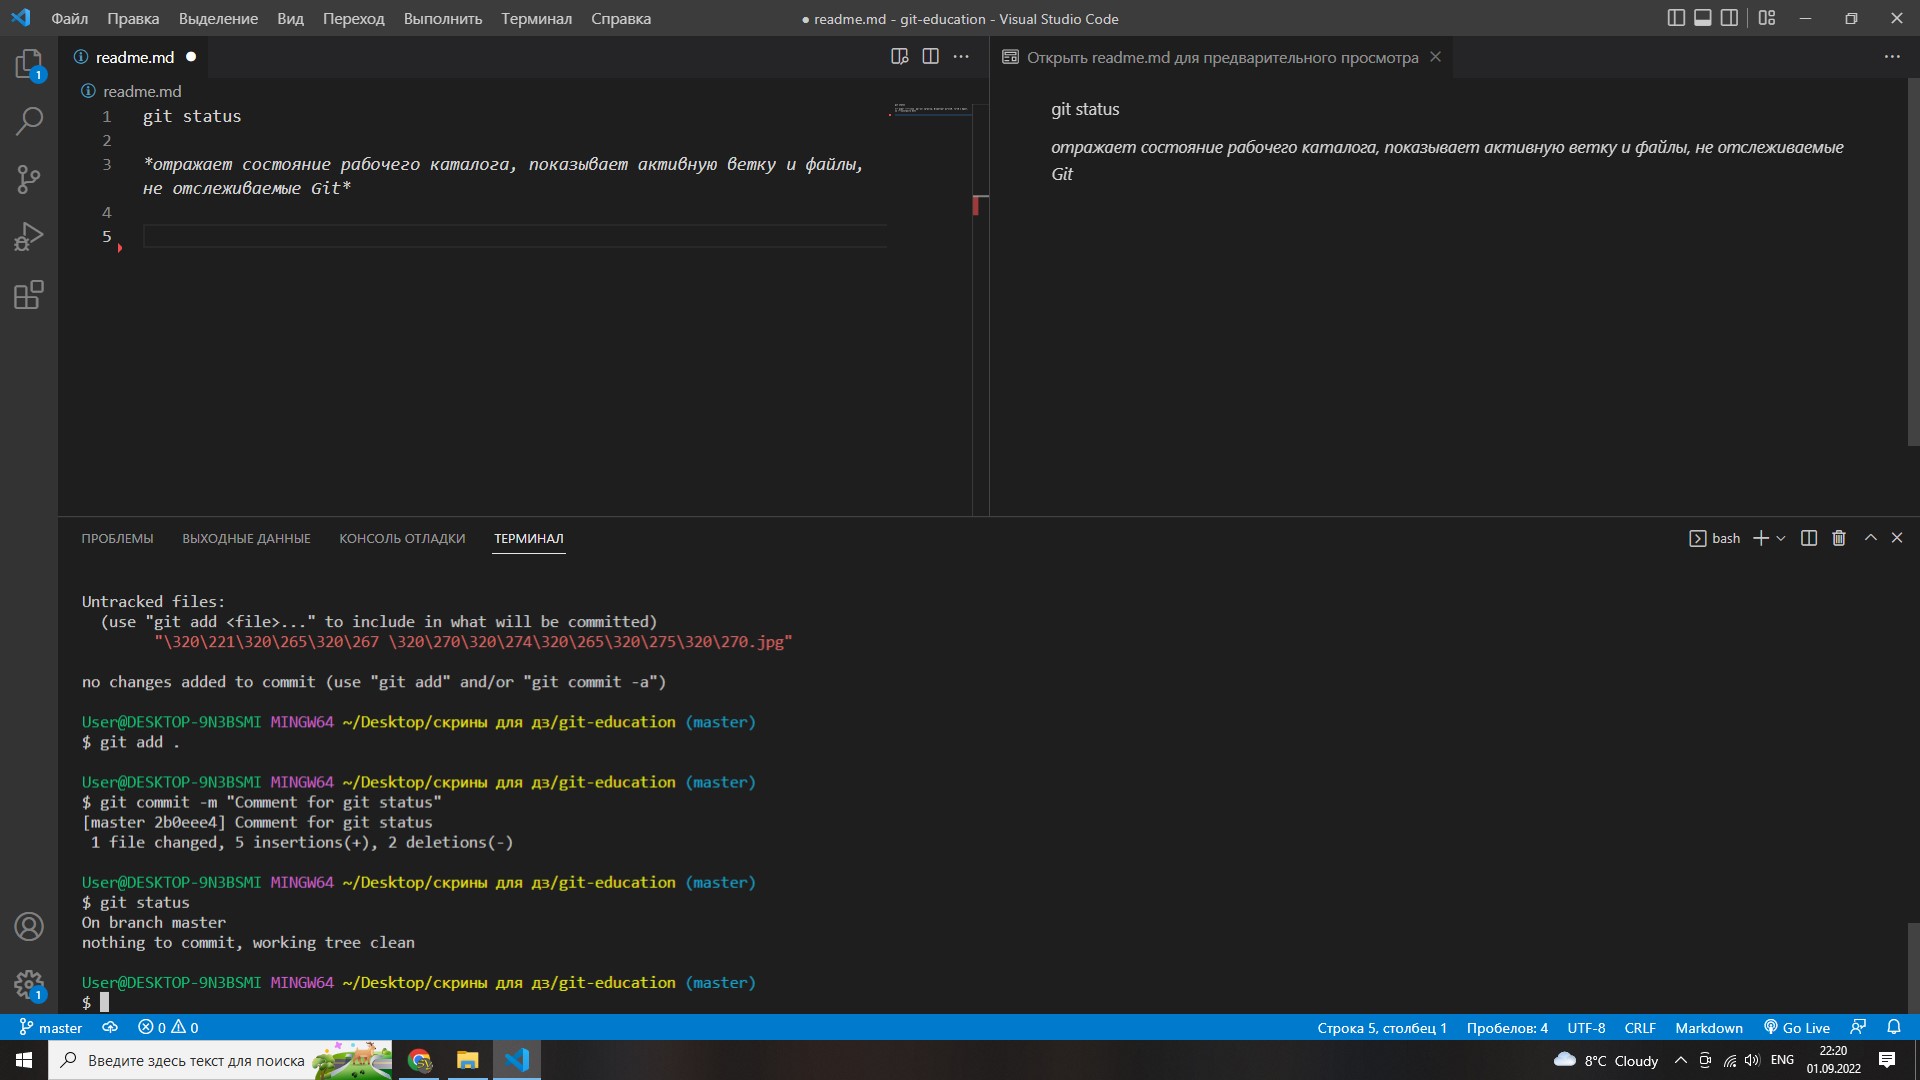 Файл Правка Выделение Вид Переход Выполнить Терминал Справка
● readme.md - git-education - Visual Studio Code
readme.md ●
Открыть readme.md для предварительного просмотра
readme.md
1 git status
2
3 *отражает состояние рабочего каталога, показывает активную ветку и файлы,
не отслеживаемые Git*
4
5
git status
отражает состояние рабочего каталога, показывает активную ветку и файлы, не отслеживаемые
Git
1
ПРОБЛЕМЫ ВЫХОДНЫЕ ДАННЫЕ КОНСОЛЬ ОТЛАДКИ ТЕРМИНАЛ
bash
Untracked files:
(use "git add <file>..." to include in what will be committed)
"\320\221\320\265\320\267 \320\270\320\274\320\265\320\275\320\270.jpg"
no changes added to commit (use "git add" and/or "git commit -a")
User@DESKTOP-9N3BSMI MINGW64 ~/Desktop/скрины для дз/git-education (master)
$ git add .
User@DESKTOP-9N3BSMI MINGW64 ~/Desktop/скрины для дз/git-education (master)
$ git commit -m "Comment for git status"
[master 2b0eee4] Comment for git status
1 file changed, 5 insertions(+), 2 deletions(-)
User@DESKTOP-9N3BSMI MINGW64 ~/Desktop/скрины для дз/git-education (master)
$ git status
On branch master
nothing to commit, working tree clean
User@DESKTOP-9N3BSMI MINGW64 ~/Desktop/скрины для дз/git-education (master)
$
1
master 0 0
Строка 5, столбец 1 Пробелов: 4 UTF-8 CRLF Markdown Go Live
Введите здесь текст для поиска
8°C Cloudy ENG
22:20
01.09.2022